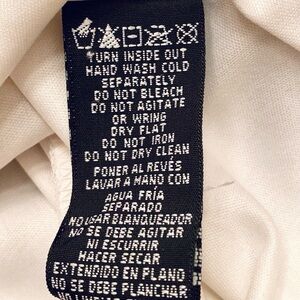 TURN INSIDE OUT
HAND WASH COLD
SEPARATELY
DO NOT BLEACH
DO NOT AGITATE
OR WRING
DRY FLAT
DO NOT IRON
DO NOT DRY CLEAN
PONER AL REVÉS
LAVAR A MANO CON
AGUA FRÍA
SEPARADO
NO USAR BLANQUEADOR
NO SE DEBE AGITAR
NI ESCURRIR
HACER SECAR
EXTENDIDO EN PLANO
NO SE DEBE PLANCHAR
NO